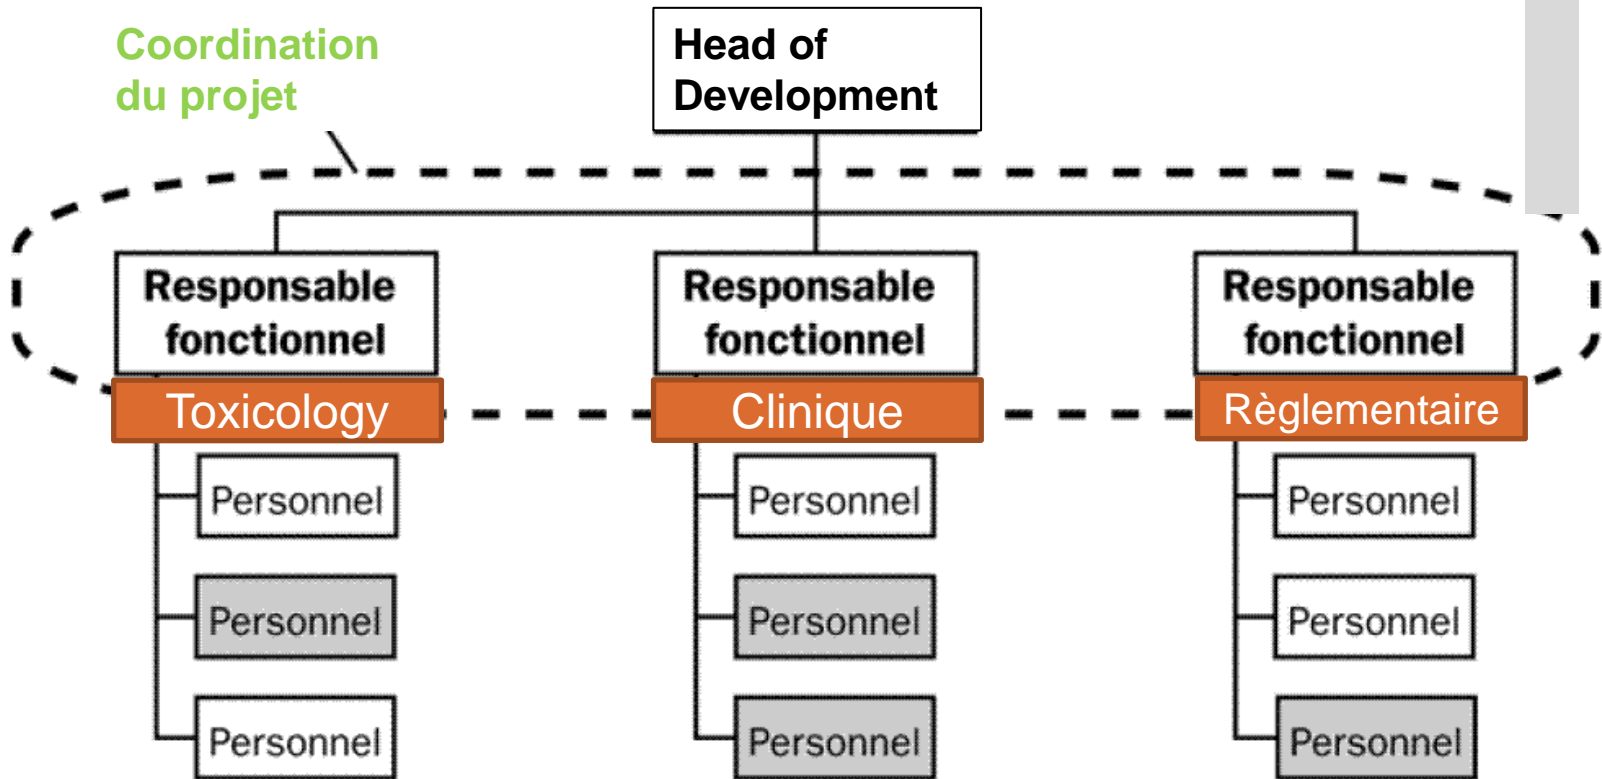 Coordination
du projet
Head of
Development
Responsable
fonctionnel
Responsable
fonctionnel
Responsable
fonctionnel
Toxicology
Clinique
Règlementaire
Personnel
Personnel
Personnel
Personnel
Personnel
Personnel
Personnel
Personnel
Personnel